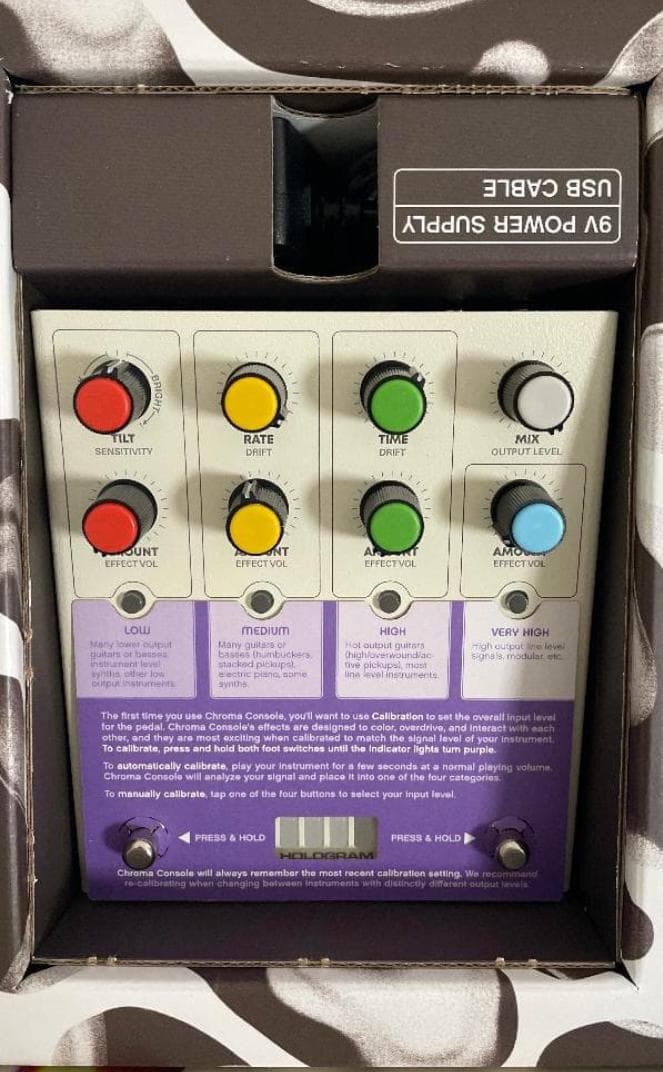 9V POWER SUPPLY
USB CABLE
BRIGHT
TILT
SENSITIVITY
RATE
DRIFT
TIME
DRIFT
MIX
OUTPUT LEVEL
EFFECT VOL
EFFECT VOL
EFFECT VOL
EFFECT VOL
LOW
Many lower output
guitars or basses,
instrument level
synths, other low
output instruments.
MEDIUM
Many guitars or
basses (humbuckers,
stacked pickups),
electric piano, some
synths.
HIGH
Hot output guitars
(high/overwound/ac-
tive pickups), most
line level instruments.
VERY HIGH
High output line level
signals, modular, etc.
The first time you use Chroma Console, you'll want to use Calibration to set the overall input level
for the pedal. Chroma Console's effects are designed to color, overdrive, and interact with each
other, and they are most exciting when calibrated to match the signal level of your instrument.
To calibrate, press and hold both foot switches until the indicator lights turn purple.
To automatically calibrate, play your instrument for a few seconds at a normal playing volume.
Chroma Console will analyze your signal and place it into one of the four categories.
To manually calibrate, tap one of the four buttons to select your input level.
PRESS & HOLD
PRESS & HOLD
HOLOGRAM
Chroma Console will always remember the most recent calibration setting. We recommend
re-calibrating when changing between instruments with distinctly different output levels.